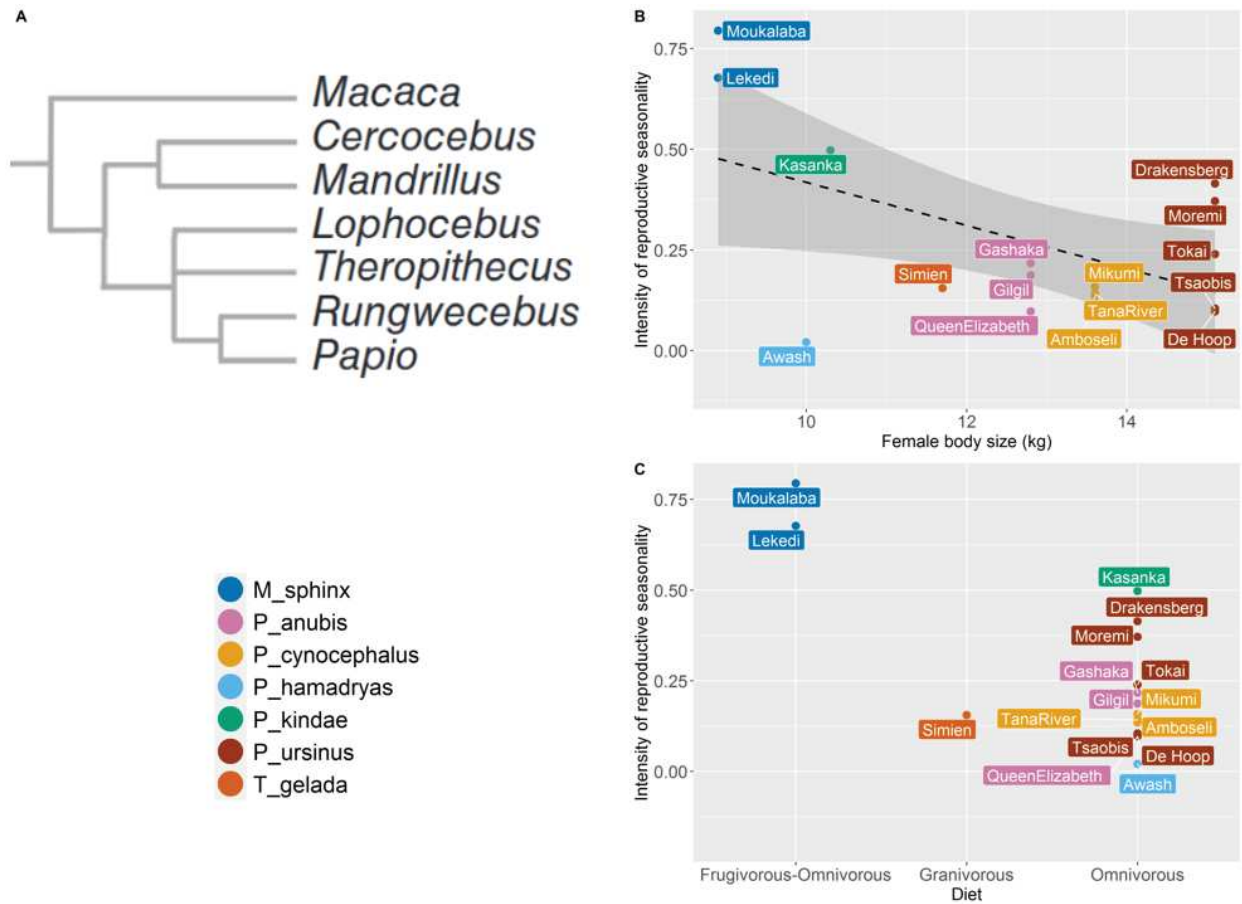 A
Macaca
Cercocebus
Mandrillus
Lophocebus
Theropithecus
Rungwecebus
Papio
M_sphinx
P_anubis
P_cynocephalus
P_hamadryas
P_kindae
P_ursinus
T_gelada
B
Intensity of reproductive seasonality
0.75
0.50
0.25
0.00
Moukalaba
Lekedi
Kasanka
Drakensberg
Moremi
Gashaka
Tokai
Simien
Mikumi
Gilgil
Tsaobis
TanaRiver
QueenElizabeth
Amboseli
De Hoop
Awash
10
12
14
Female body size (kg)
C
Intensity of reproductive seasonality
0.75
0.50
0.25
0.00
Moukalaba
Lekedi
Kasanka
Drakensberg
Moremi
Gashaka
Tokai
Gilgil
Mikumi
TanaRiver
Simien
Amboseli
Tsaobis
De Hoop
QueenElizabeth
Awash
Frugivorous-Omnivorous
Granivorous
Omnivorous
Diet